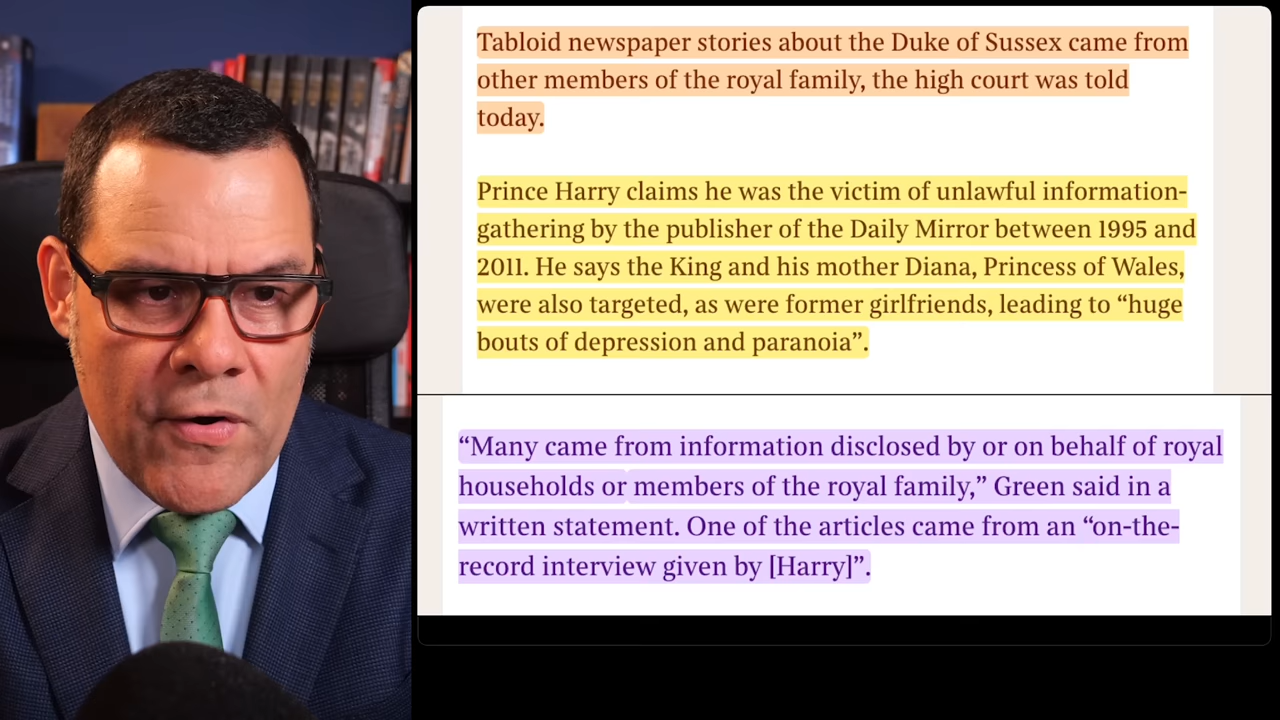 Tabloid newspaper stories about the Duke of Sussex came from
other members of the royal family, the high court was told
today.
Prince Harry claims he was the victim of unlawful information-
gathering by the publisher of the Daily Mirror between 1995 and
2011. He says the King and his mother Diana, Princess of Wales,
were also targeted, as were former girlfriends, leading to “huge
bouts of depression and paranoia”.
“Many came from information disclosed by or on behalf of royal
households or members of the royal family,” Green said in a
written statement. One of the articles came from an “on-the-
record interview given by [Harry]”.